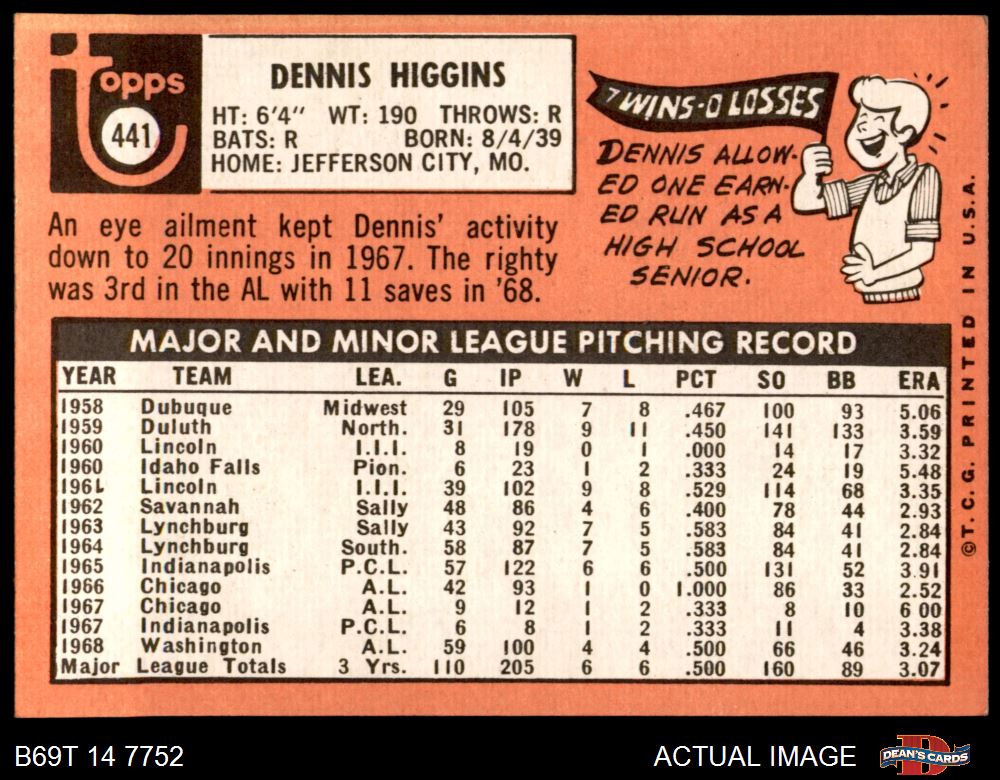 topps
441
DENNIS HIGGINS
HT: 6'4" WT: 190 THROWS: R
BATS: R BORN: 8/4/39
HOME: JEFFERSON CITY, MO.
An eye ailment kept Dennis' activity
down to 20 innings in 1967. The righty
was 3rd in the AL with 11 saves in '68.
7 WINS-0 LOSSES
DENNIS ALLOW-
ED ONE EARN-
ED RUN AS A
HIGH SCHOOL
SENIOR.
MAJOR AND MINOR LEAGUE PITCHING RECORD
YEAR TEAM LEA. G IP W L PCT SO BB ERA
1958 Dubuque Midwest 29 105 7 8 .467 100 93 5.06
1959 Duluth North. 31 178 9 11 .450 141 133 3.59
1960 Lincoln I.I.I. 8 19 0 1 .000 14 17 3.32
1960 Idaho Falls Pion. 6 23 1 2 .333 24 19 5.48
1961 Lincoln I.I.I. 39 102 9 8 .529 114 68 3.35
1962 Savannah Sally 48 86 4 6 .400 78 44 2.93
1963 Lynchburg Sally 43 92 7 5 .583 84 41 2.84
1964 Lynchburg South. 58 87 7 5 .583 84 41 2.84
1965 Indianapolis P.C.L. 57 122 6 6 .500 131 52 3.91
1966 Chicago A.L. 42 93 1 0 1.000 86 33 2.52
1967 Chicago A.L. 9 12 1 2 .333 8 10 6 00
1967 Indianapolis P.C.L. 6 8 1 2 .333 11 4 3.38
1968 Washington A.L. 59 100 4 4 .500 66 46 3.24
Major League Totals 3 Yrs. 110 205 6 6 .500 160 89 3.07
©T.C.G. PRINTED IN U.S.A.
B69T 14 7752
ACTUAL IMAGE
DEAN'S CARDS